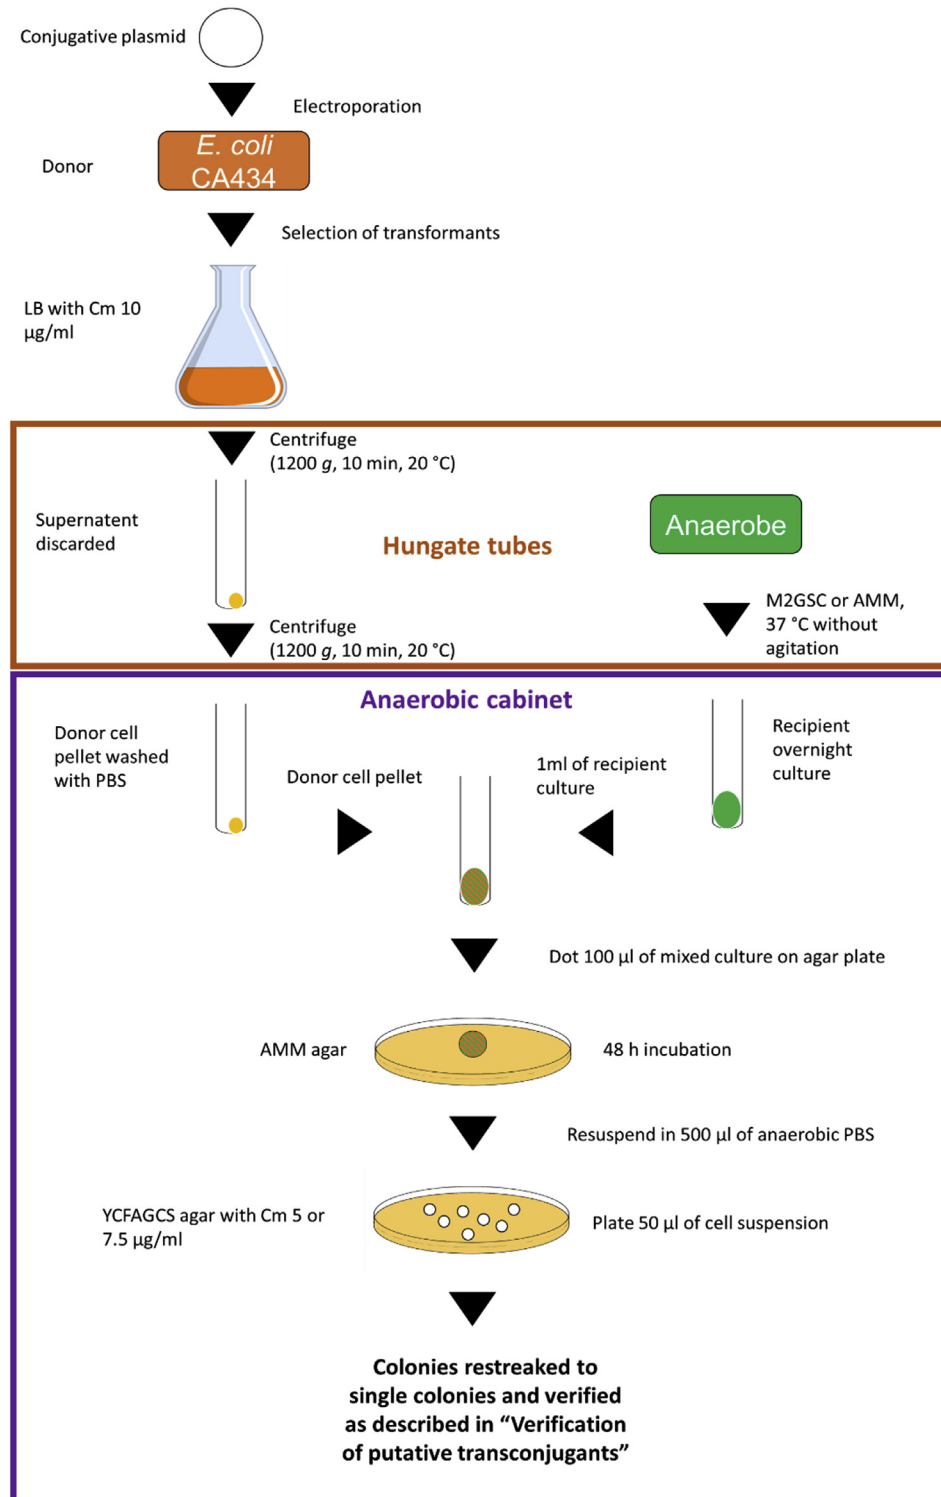 Conjugative plasmid
Electroporation
Donor
E. coli
CA434
Selection of transformants
LB with Cm 10
µg/ml
Centrifuge
(1200 g, 10 min, 20 °C)
Supernatent
discarded
Hungate tubes
Anaerobe
Centrifuge
(1200 g, 10 min, 20 °C)
M2GSC or AMM,
37 °C without
agitation
Anaerobic cabinet
Donor cell
pellet washed
with PBS
Donor cell pellet
1ml of recipient
culture
Recipient
overnight
culture
Dot 100 µl of mixed culture on agar plate
AMM agar
48 h incubation
Resuspend in 500 µl of anaerobic PBS
YCFAGCS agar with Cm 5 or
7.5 µg/ml
Plate 50 µl of cell suspension
Colonies restreaked to
single colonies and verified
as described in “Verification
of putative transconjugants”